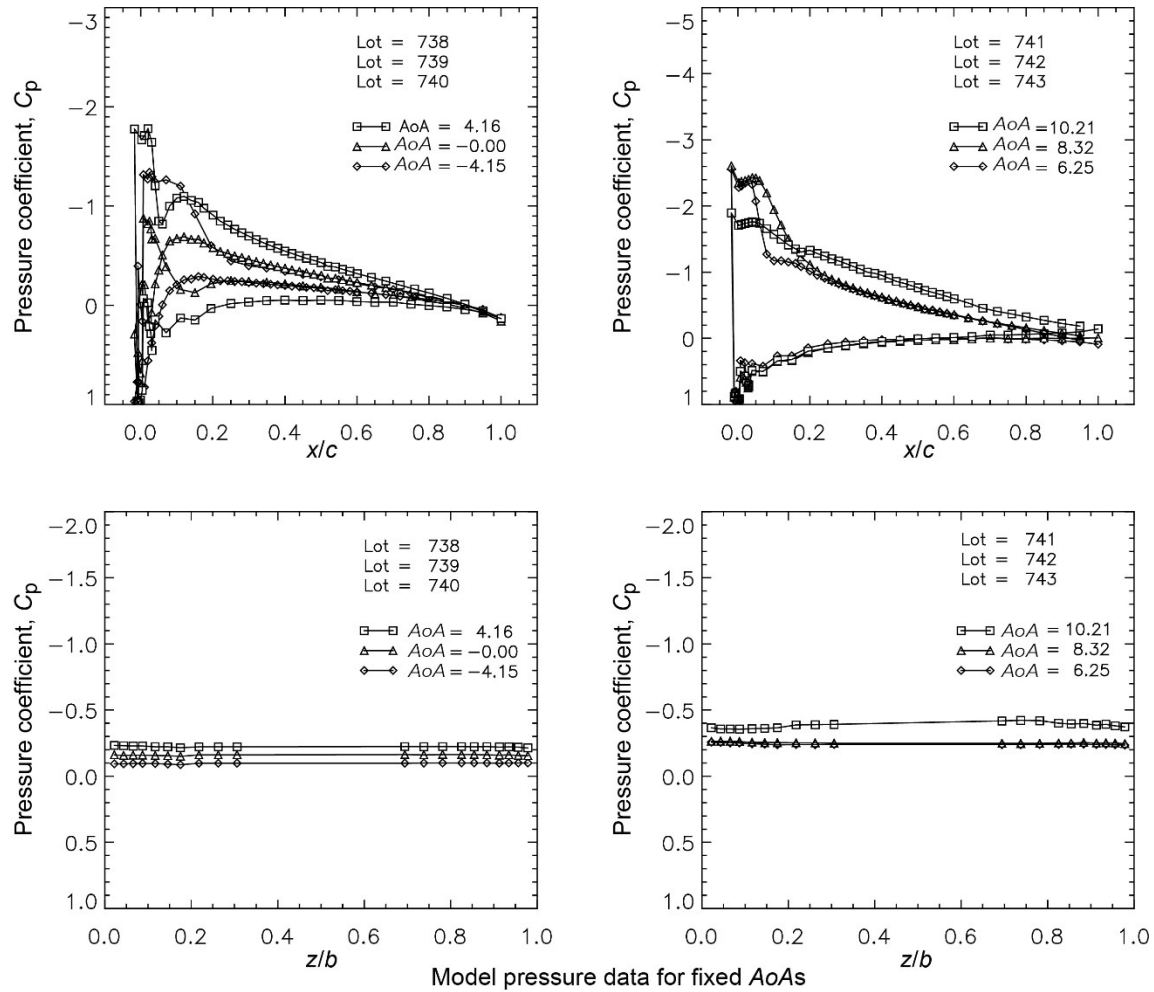 Pressure coefficient, Cp
−3
−2
−1
0
1
Lot = 738
Lot = 739
Lot = 740
AoA = 4.16
AoA = −0.00
AoA = −4.15
0.0 0.2 0.4 0.6 0.8 1.0
x/c
Pressure coefficient, Cp
−5
−4
−3
−2
−1
0
1
Lot = 741
Lot = 742
Lot = 743
AoA = 10.21
AoA = 8.32
AoA = 6.25
0.0 0.2 0.4 0.6 0.8 1.0
x/c
Pressure coefficient, Cp
−2.0
−1.5
−1.0
−0.5
0.0
0.5
1.0
Lot = 738
Lot = 739
Lot = 740
AoA = 4.16
AoA = −0.00
AoA = −4.15
0.0 0.2 0.4 0.6 0.8 1.0
z/b
Pressure coefficient, Cp
−2.0
−1.5
−1.0
−0.5
0.0
0.5
1.0
Lot = 741
Lot = 742
Lot = 743
AoA = 10.21
AoA = 8.32
AoA = 6.25
0.0 0.2 0.4 0.6 0.8 1.0
z/b
Model pressure data for fixed AoAs